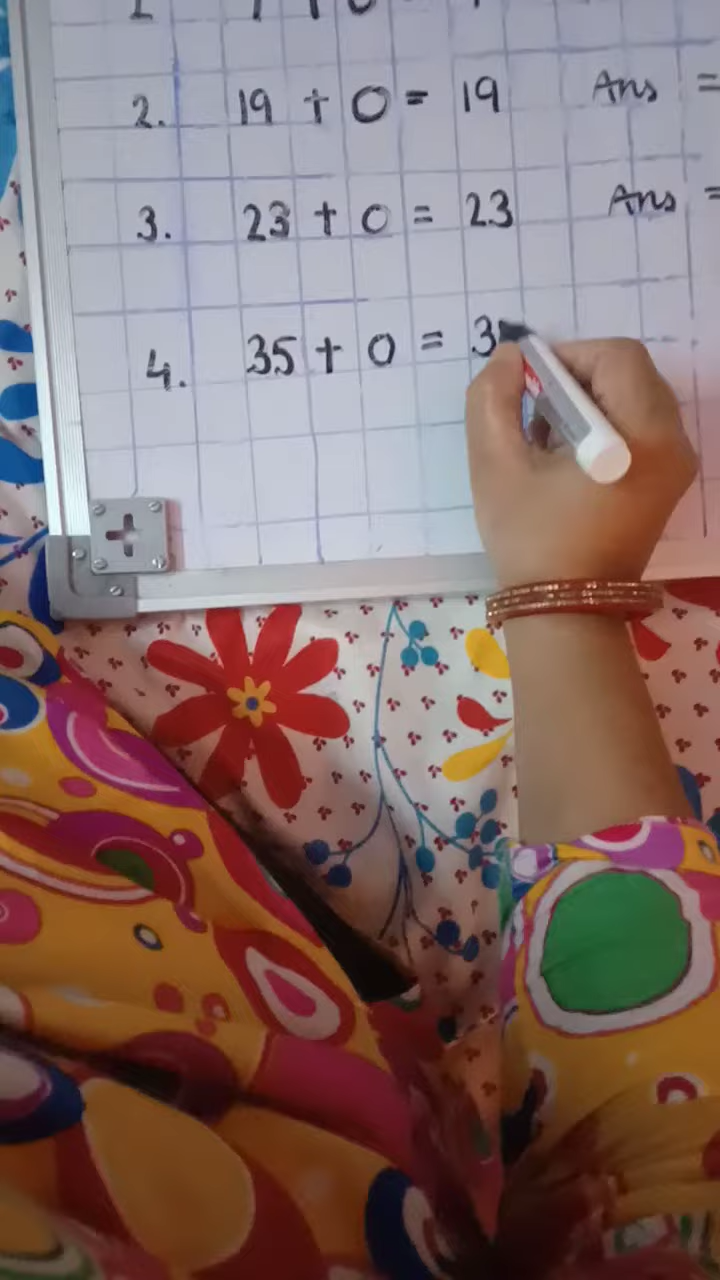 2. 19 + 0 = 19 Ans =
3. 23 + 0 = 23 Ans =
4. 35 + 0 = 3